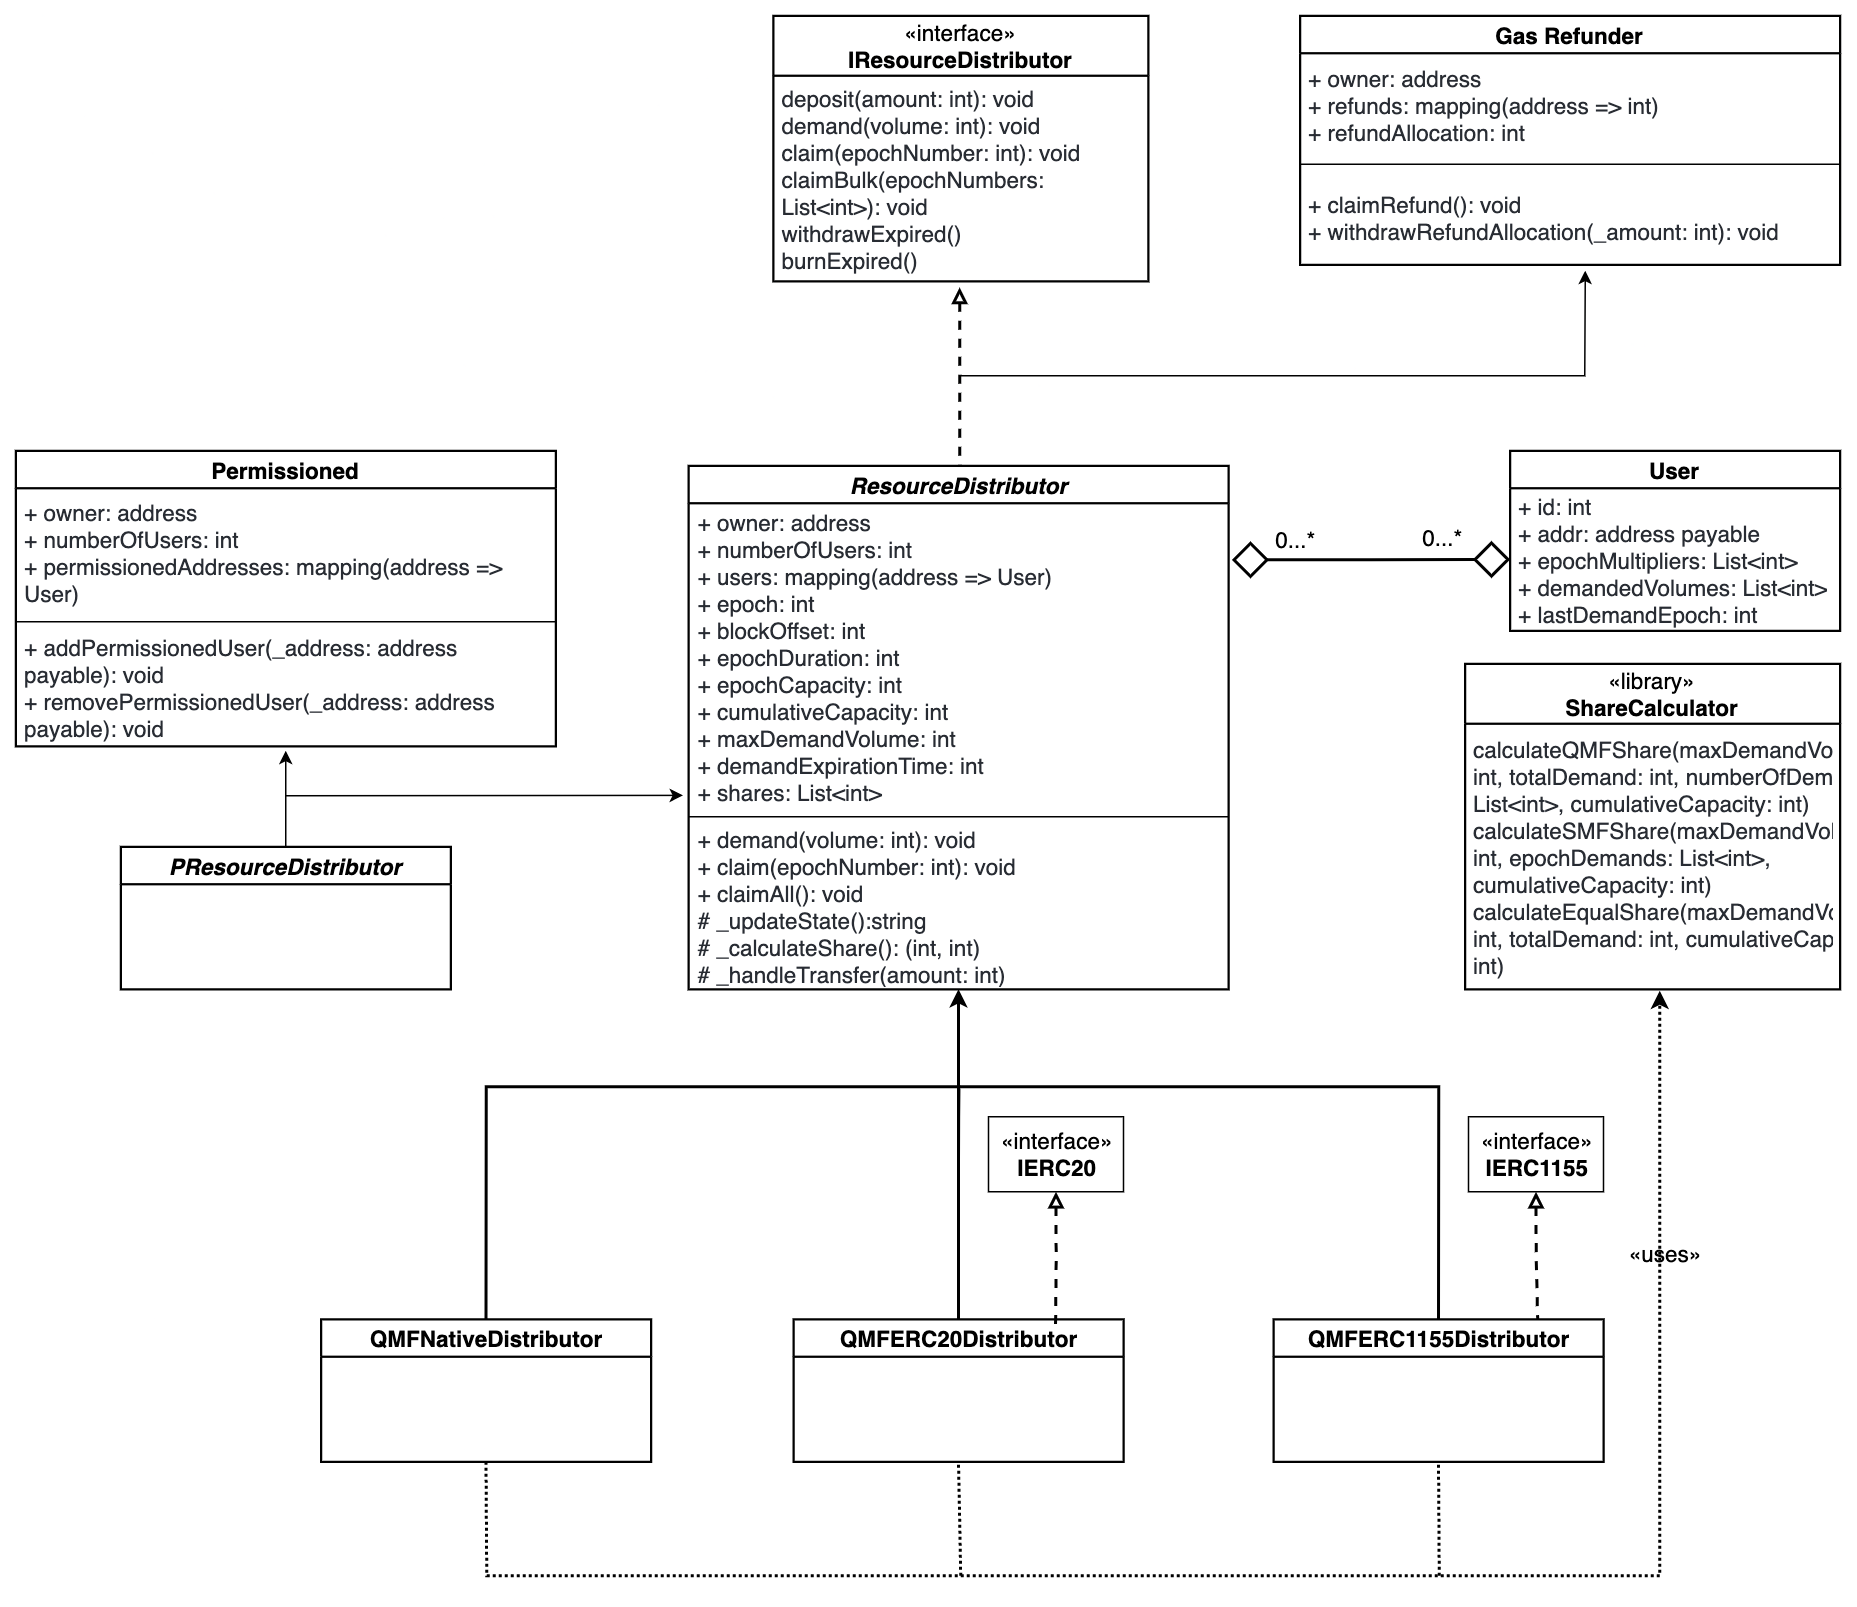 «interface»
IResourceDistributor
deposit(amount: int): void
demand(volume: int): void
claim(epochNumber: int): void
claimBulk(epochNumbers:
List<int>): void
withdrawExpired()
burnExpired()
Gas Refunder
+ owner: address
+ refunds: mapping(address => int)
+ refundAllocation: int
+ claimRefund(): void
+ withdrawRefundAllocation(_amount: int): void
Permissioned
+ owner: address
+ numberOfUsers: int
+ permissionedAddresses: mapping(address =>
User)
+ addPermissionedUser(_address: address
payable): void
+ removePermissionedUser(_address: address
payable): void
ResourceDistributor
+ owner: address
+ numberOfUsers: int
+ users: mapping(address => User)
+ epoch: int
+ blockOffset: int
+ epochDuration: int
+ epochCapacity: int
+ cumulativeCapacity: int
+ maxDemandVolume: int
+ demandExpirationTime: int
+ shares: List<int>
+ demand(volume: int): void
+ claim(epochNumber: int): void
+ claimAll(): void
# _updateState():string
# _calculateShare(): (int, int)
# _handleTransfer(amount: int)
0...*
0...*
User
+ id: int
+ addr: address payable
+ epochMultipliers: List<int>
+ demandedVolumes: List<int>
+ lastDemandEpoch: int
«library»
ShareCalculator
calculateQMFShare(maxDemandVo
int, totalDemand: int, numberOfDem
List<int>, cumulativeCapacity: int)
calculateSMFShare(maxDemandVol
int, epochDemands: List<int>,
cumulativeCapacity: int)
calculateEqualShare(maxDemandVo
int, totalDemand: int, cumulativeCap
int)
PResourceDistributor
«interface»
IERC20
«interface»
IERC1155
«uses»
QMFNativeDistributor
QMFERC20Distributor
QMFERC1155Distributor